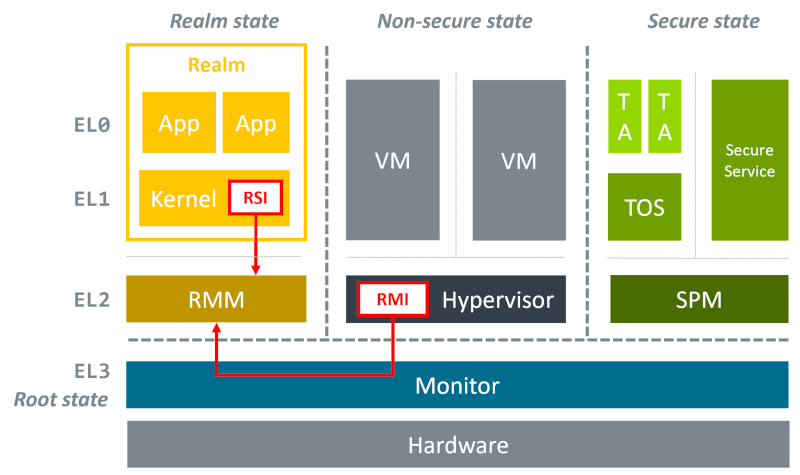 Realm state
Non-secure state
Secure state
Realm
EL0
App
App
VM
VM
T
A
T
A
Secure
Service
EL1
Kernel
RSI
TOS
EL2
RMM
RMI
Hypervisor
SPM
EL3
Root state
Monitor
Hardware